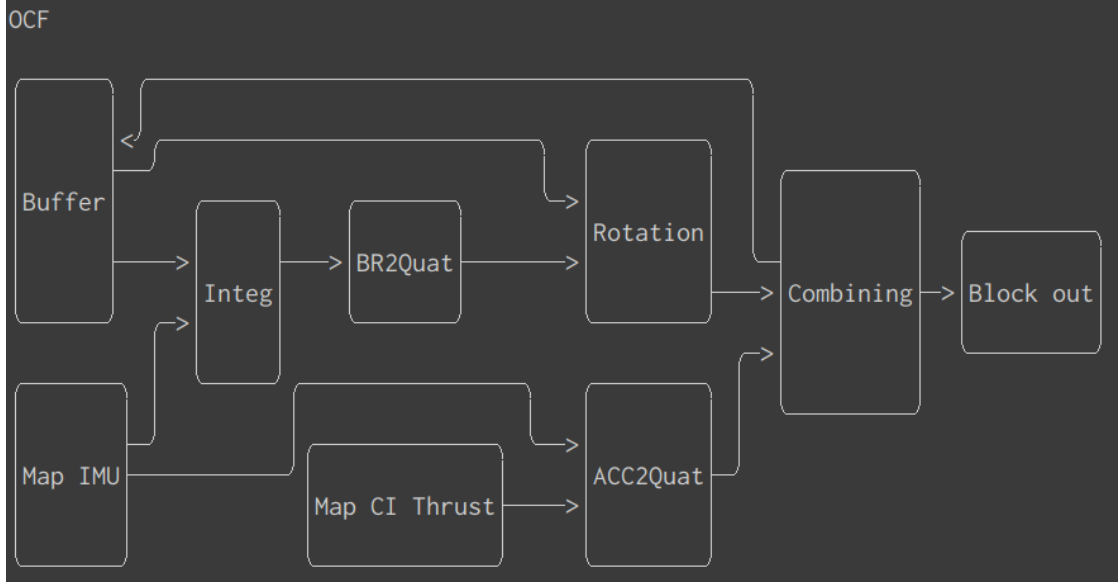 OCF
Buffer
Rotation
BR2Quat
Integ
Combining
Block out
Map IMU
ACC2Quat
Map CI Thrust